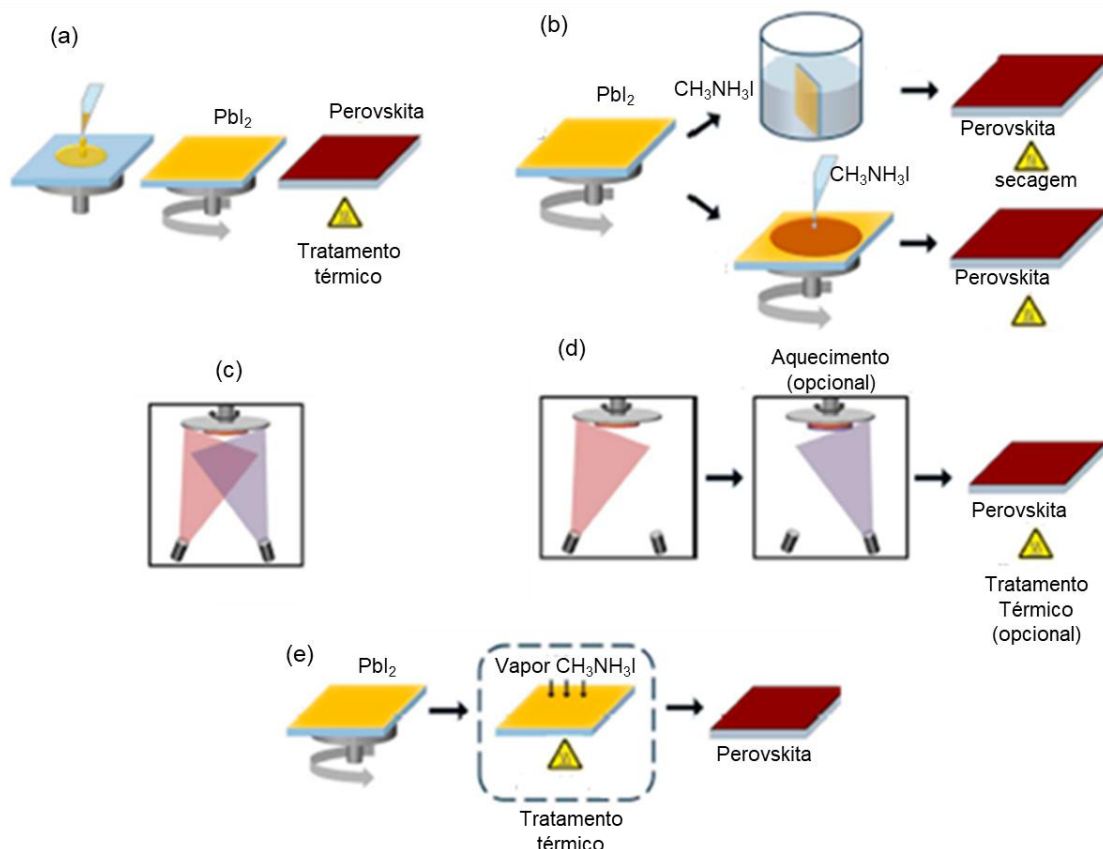 (a)
PbI₂
Perovskita
Tratamento
térmico
(b)
PbI₂
CH₃NH₃I
Perovskita
secagem
CH₃NH₃I
Perovskita
(c)
(d)
Aquecimento
(opcional)
Perovskita
Tratamento
Térmico
(opcional)
(e)
PbI₂
Vapor CH₃NH₃I
Tratamento
térmico
Perovskita